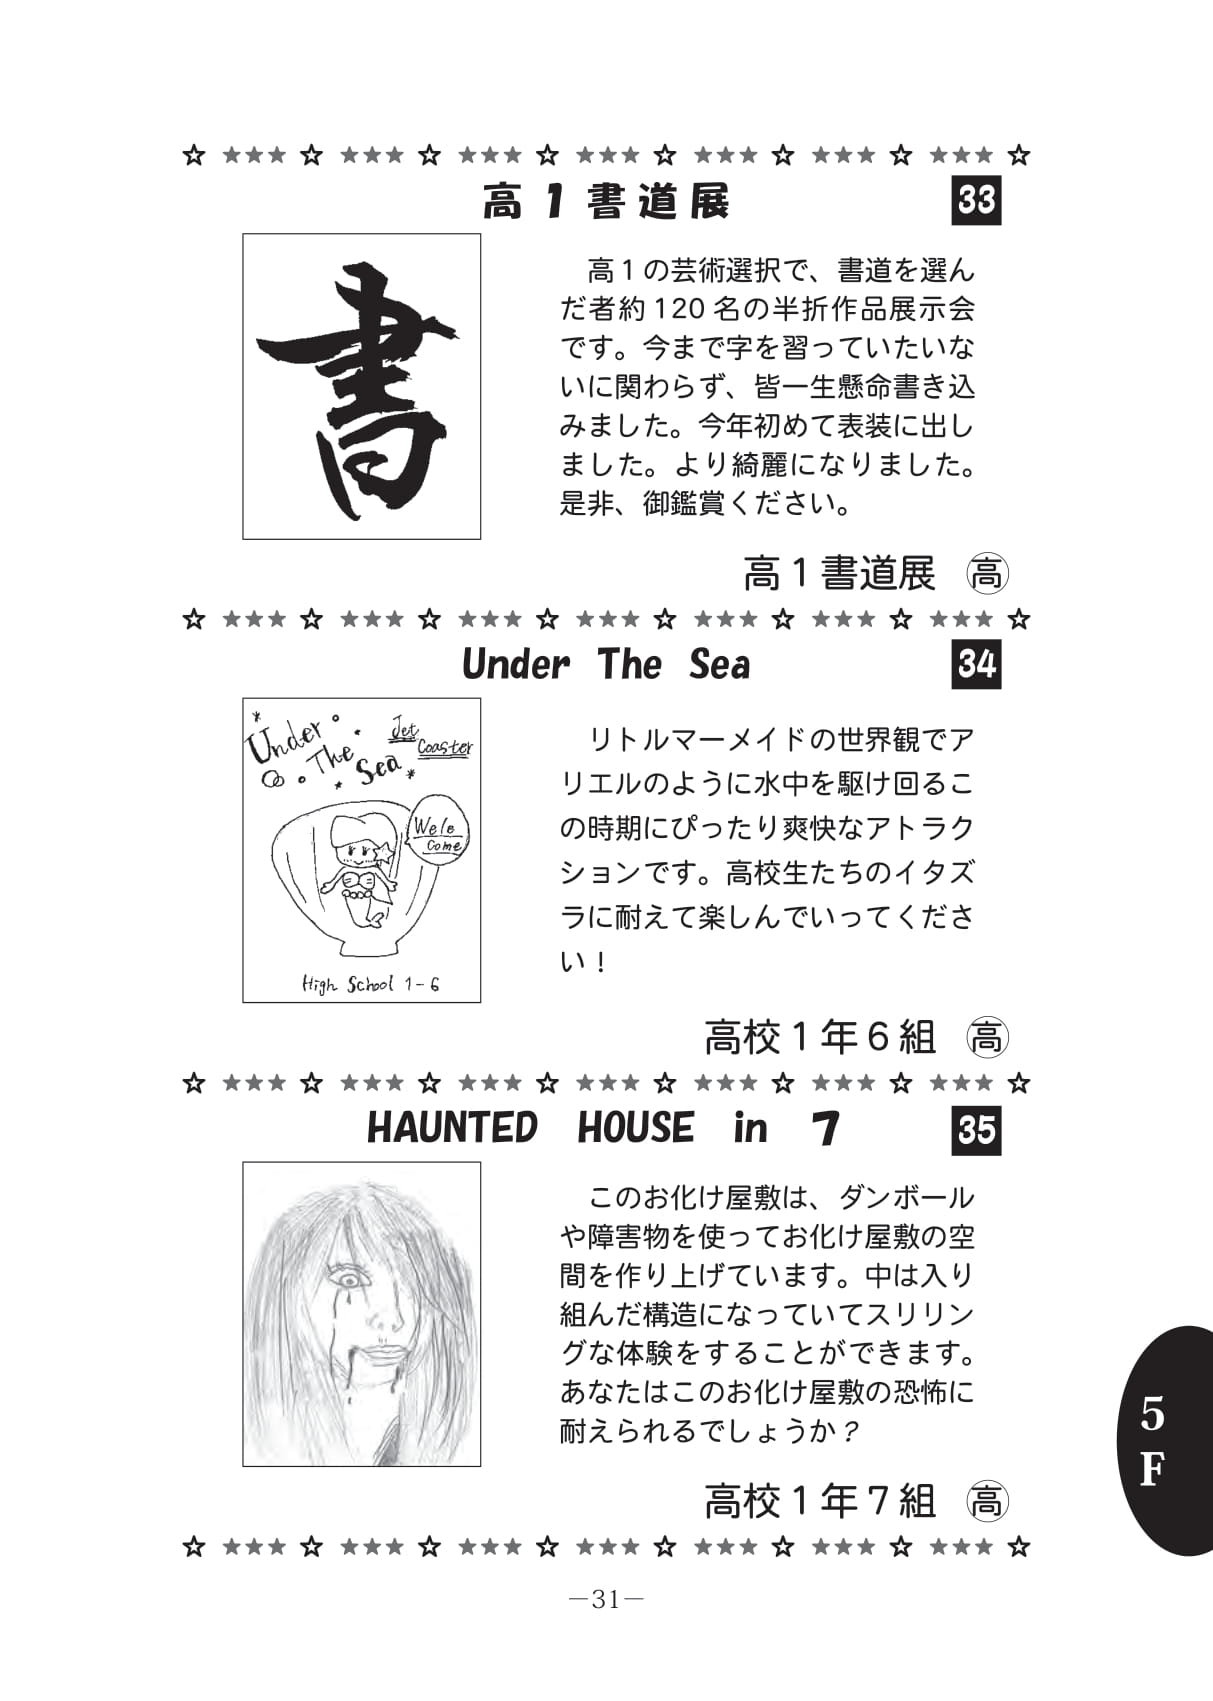 ☆ ★★★ ☆ ★★★ ☆ ★★★ ☆ ★★★ ☆ ★★★ ☆ ★★★ ☆ ★★★ ☆
高1書道展
33
書
高1の芸術選択で、書道を選ん
だ者約120名の半折作品展示会
です。今まで字を習っていたいな
いに関わらず、皆一生懸命書き込
みました。今年初めて表装に出し
ました。より綺麗になりました。
是非、御鑑賞ください。
高1書道展 ㊤高
☆ ★★★ ☆ ★★★ ☆ ★★★ ☆ ★★★ ☆ ★★★ ☆ ★★★ ☆ ★★★ ☆
Under The Sea
34
Under
The
Sea
Jet
Coaster
Wele
Come
High School 1-6
リトルマーメイドの世界観でア
リエルのように水中を駆け回るこ
の時期にぴったり爽快なアトラク
ションです。高校生たちのイタズ
ラに耐えて楽しんでいってくださ
い！
高校1年6組 高
☆ ★★★ ☆ ★★★ ☆ ★★★ ☆ ★★★ ☆ ★★★ ☆ ★★★ ☆ ★★★ ☆
HAUNTED HOUSE in 7
35
このお化け屋敷は、ダンボール
や障害物を使ってお化け屋敷の空
間を作り上げています。中は入り
組んだ構造になっていてスリリン
グな体験をすることができます。
あなたはこのお化け屋敷の恐怖に
耐えられるでしょうか？
高校1年7組 高
☆ ★★★ ☆ ★★★ ☆ ★★★ ☆ ★★★ ☆ ★★★ ☆ ★★★ ☆ ★★★ ☆
5
F
—31—